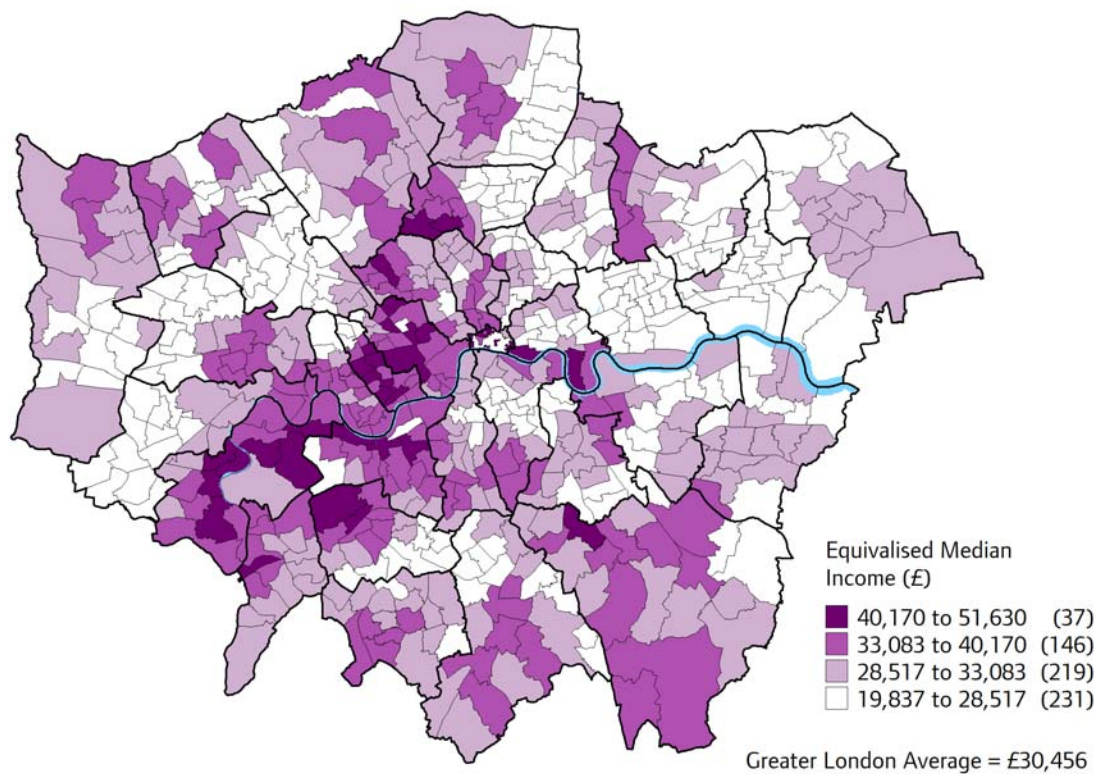 Equivalised Median
Income (£)
40,170 to 51,630 (37)
33,083 to 40,170 (146)
28,517 to 33,083 (219)
19,837 to 28,517 (231)
Greater London Average = £30,456